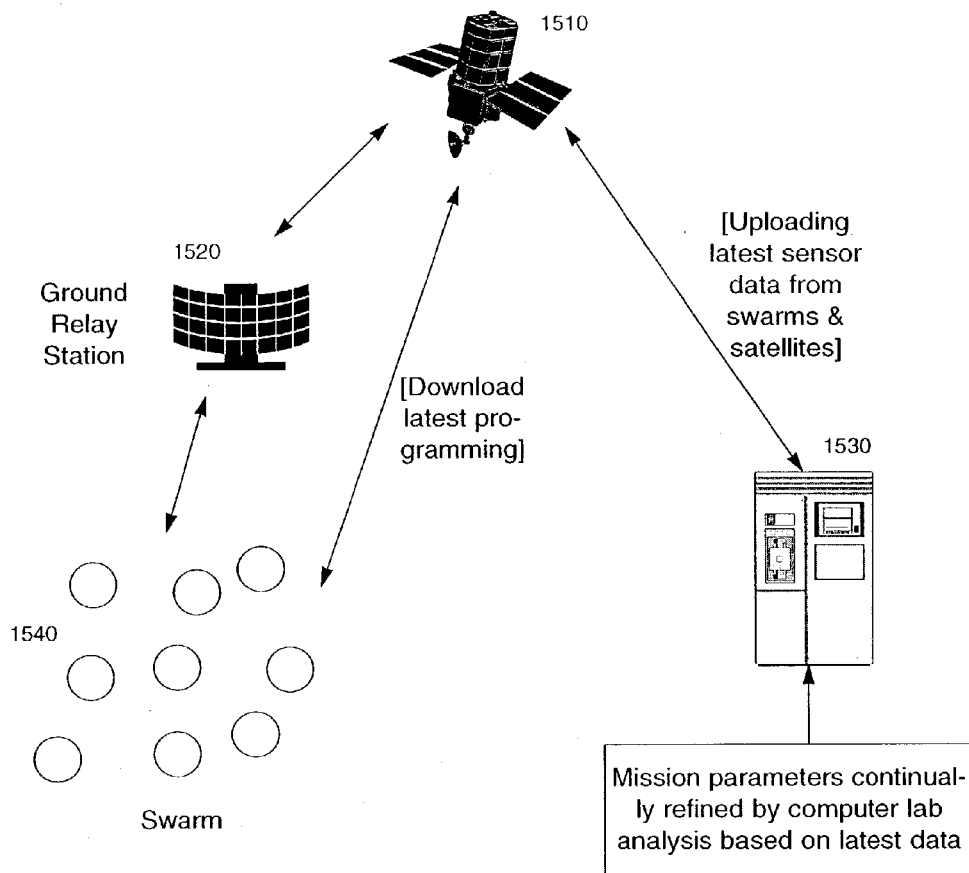 1510
1520
Ground
Relay
Station
[Uploading
latest sensor
data from
swarms &
satellites]
[Download
latest pro-
gramming]
1530
1540
Swarm
Mission parameters continual-
ly refined by computer lab
analysis based on latest data